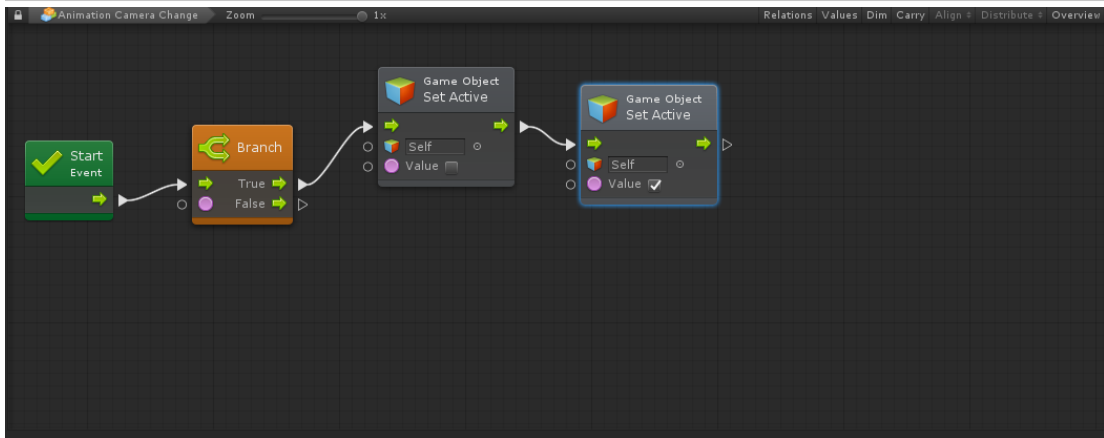 Animation Camera Change Zoom 1x Relations Values Dim Carry Align Distribute Overview
Start
Event
Branch
True
False
Game Object
Set Active
Self
Value
Game Object
Set Active
Self
Value